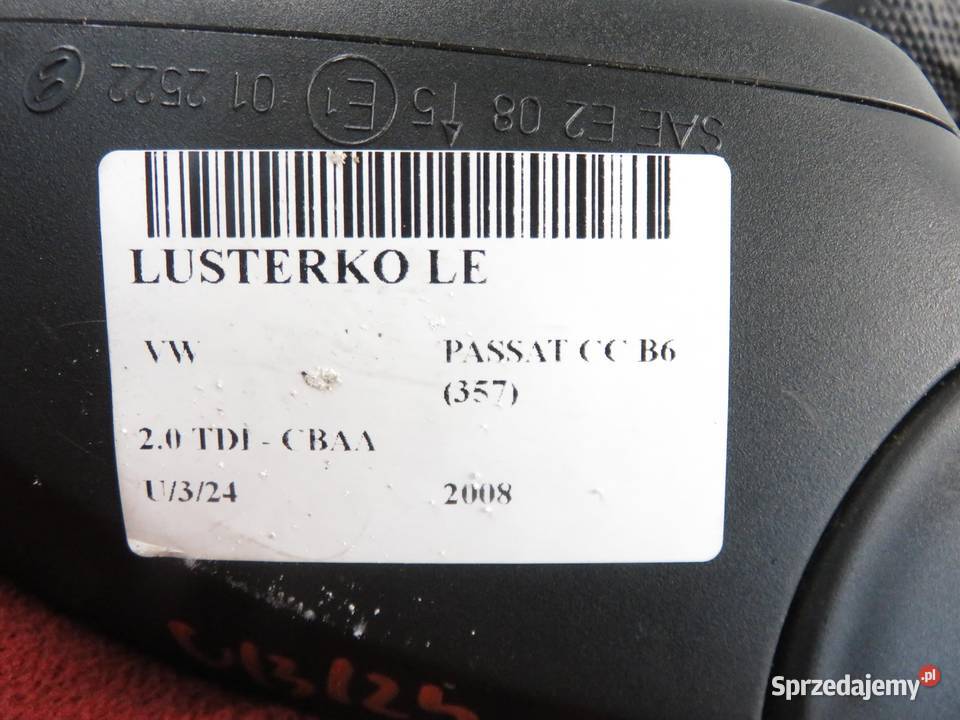 SAE E2 08 T5 E1 01 2522
LUSTERKO LE
VW PASSAT CC B6
(357)
2.0 TDI - CBAA
U/3/24 2008
Sprzedajemy.pl